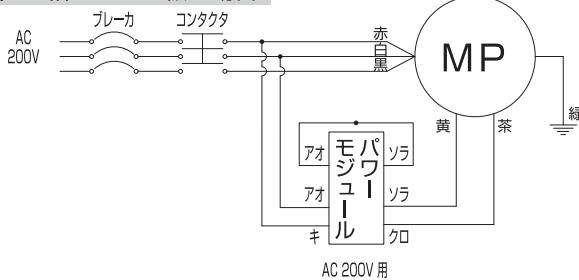 ブレーカ
コンタクタ
AC
200V
赤
白
黒
MP
緑
黄
茶
アオ
ソラ
パワー
モジュール
アオ
ソラ
キ
クロ
AC 200V 用